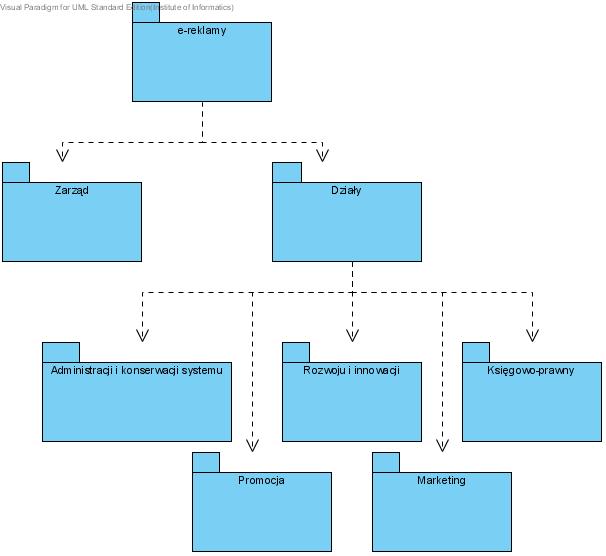 Visual Paradigm for UML Standard Edition(Institute of Informatics)
e-reklamy
Zarząd
Działy
Administracji i konserwacji systemu
Rozwoju i innowacji
Księgowo-prawny
Promocja
Marketing